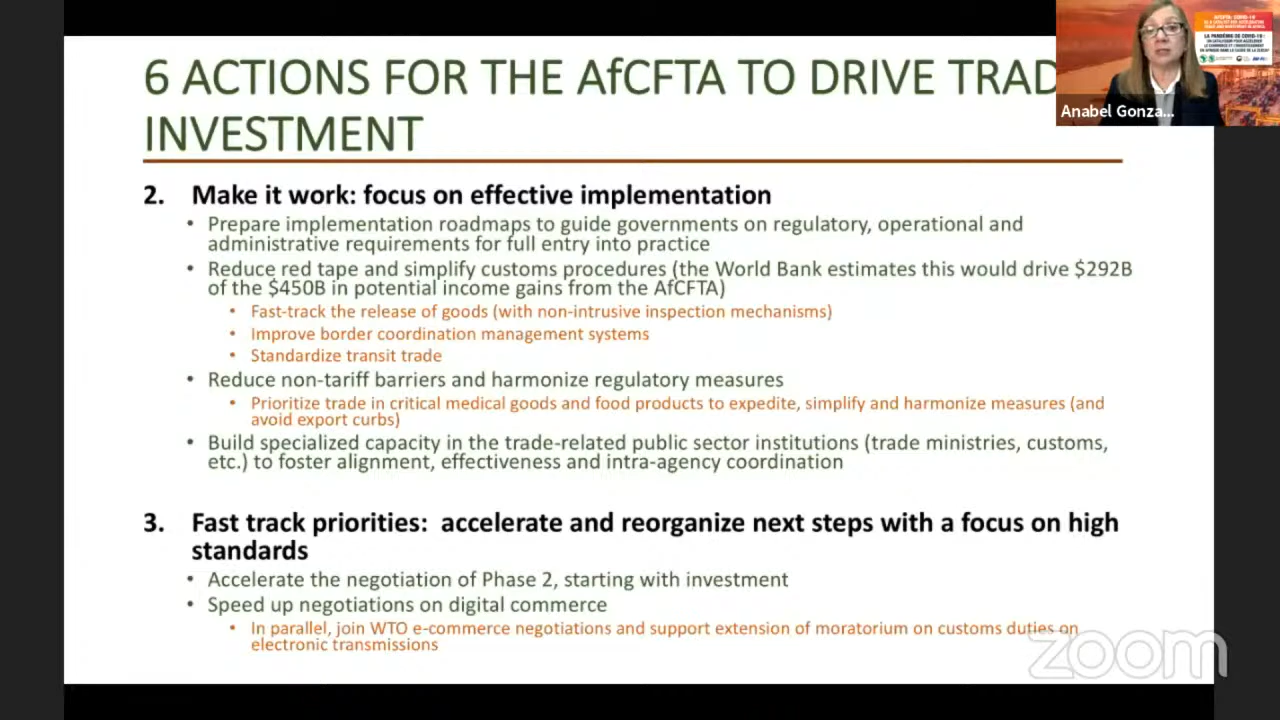 6 ACTIONS FOR THE AfCFTA TO DRIVE TRAD
INVESTMENT
2. Make it work: focus on effective implementation
• Prepare implementation roadmaps to guide governments on regulatory, operational and
administrative requirements for full entry into practice
• Reduce red tape and simplify customs procedures (the World Bank estimates this would drive $292B
of the $450B in potential income gains from the AfCFTA)
• Fast-track the release of goods (with non-intrusive inspection mechanisms)
• Improve border coordination management systems
• Standardize transit trade
• Reduce non-tariff barriers and harmonize regulatory measures
• Prioritize trade in critical medical goods and food products to expedite, simplify and harmonize measures (and
avoid export curbs)
• Build specialized capacity in the trade-related public sector institutions (trade ministries, customs,
etc.) to foster alignment, effectiveness and intra-agency coordination
3. Fast track priorities: accelerate and reorganize next steps with a focus on high
standards
• Accelerate the negotiation of Phase 2, starting with investment
• Speed up negotiations on digital commerce
• In parallel, join WTO e-commerce negotiations and support extension of moratorium on customs duties on
electronic transmissions
Anabel Gonza...
LA PANDÉMIE DE COVID-19 :
zoom